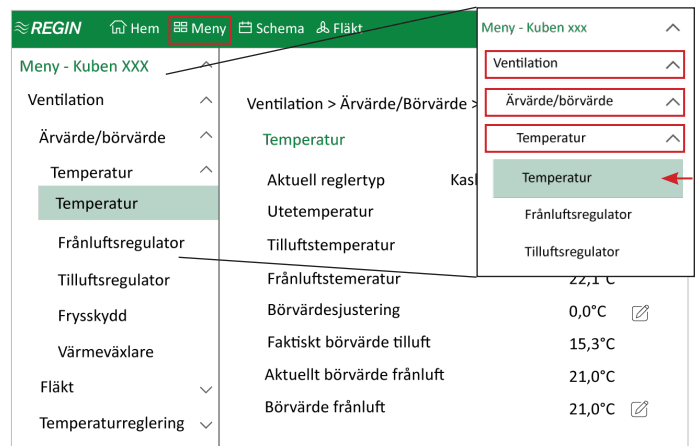 REGIN Hem Meny Schema Fläkt
Meny - Kuben XXX
Ventilation
Ärvärde/börvärde
Temperatur
Temperatur
Frånluftsregulator
Tilluftsregulator
Frysskydd
Värmeväxlare
Fläkt
Temperaturreglering
Ventilation > Ärvärde/Börvärde >
Temperatur
Aktuell reglertyp Kask
Utetemperatur
Tilluftstemperatur
Frånluftstemeratur 22,1°C
Börvärdesjustering 0,0°C
Faktiskt börvärde tilluft 15,3°C
Aktuellt börvärde frånluft 21,0°C
Börvärde frånluft 21,0°C
Meny - Kuben xxx
Ventilation
Ärvärde/börvärde
Temperatur
Temperatur
Frånluftsregulator
Tilluftsregulator